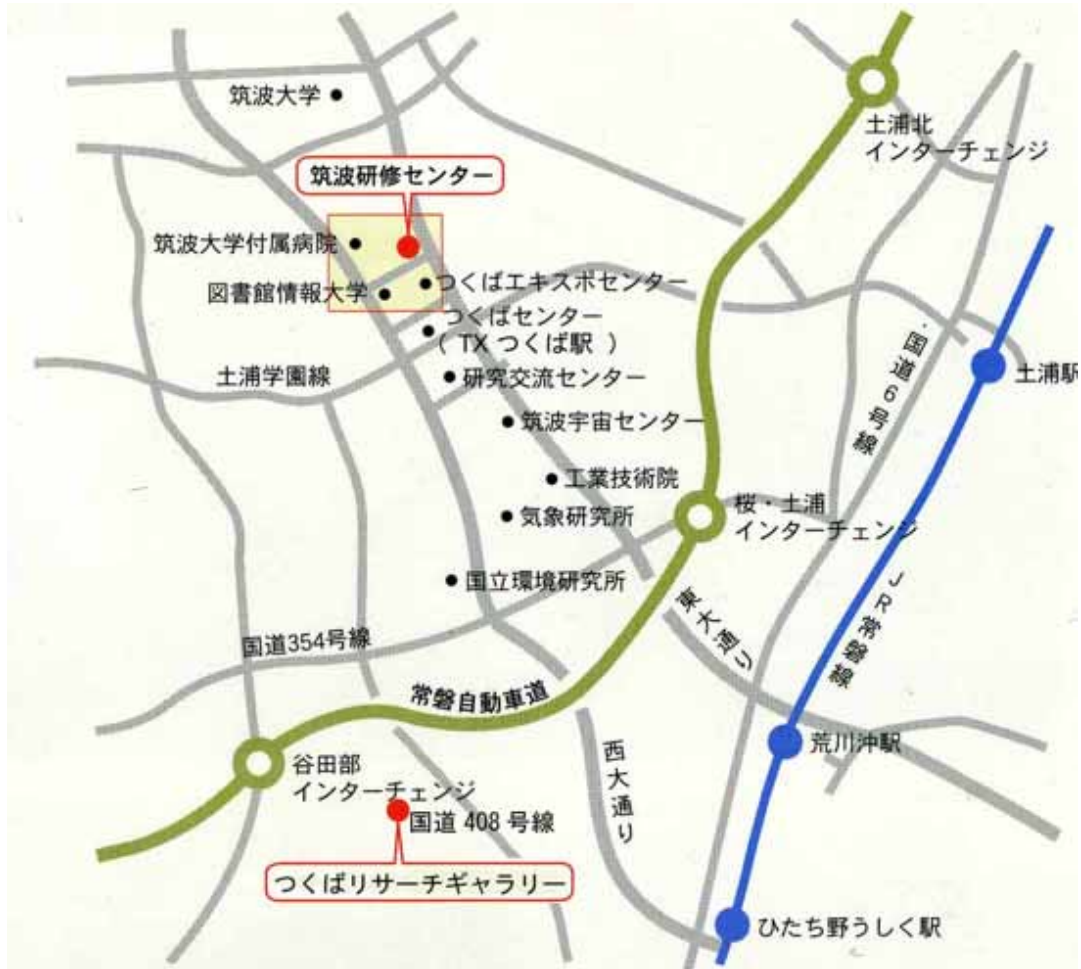 筑波大学
土浦北
インターチェンジ
筑波研修センター
筑波大学付属病院
図書館情報大学
つくばエキスポセンター
つくばセンター
( TX つくば駅 )
土浦学園線
研究交流センター
国道6号線
土浦駅
筑波宇宙センター
工業技術院
気象研究所
桜・土浦
インターチェンジ
国立環境研究所
国道354号線
東大通り
JR常磐線
常磐自動車道
谷田部
インターチェンジ
西大通り
荒川沖駅
国道 408 号線
つくばリサーチギャラリー
ひたち野うしく駅